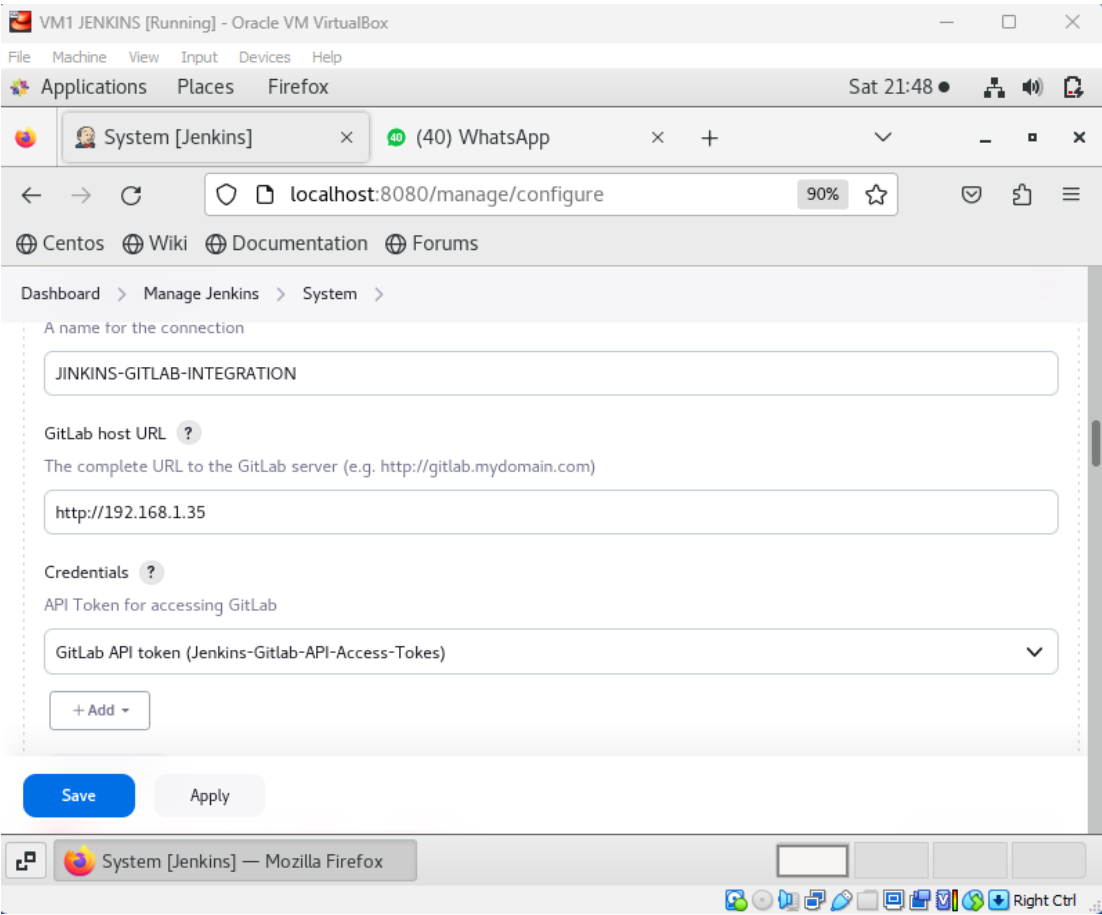 VM1 JENKINS [Running] - Oracle VM VirtualBox
File Machine View Input Devices Help
Applications Places Firefox Sat 21:48
System [Jenkins] 40 (40) WhatsApp
localhost:8080/manage/configure 90%
Centos Wiki Documentation Forums
Dashboard > Manage Jenkins > System >
A name for the connection
JINKINS-GITLAB-INTEGRATION
GitLab host URL ?
The complete URL to the GitLab server (e.g. http://gitlab.mydomain.com)
http://192.168.1.35
Credentials ?
API Token for accessing GitLab
GitLab API token (Jenkins-Gitlab-API-Access-Tokes)
+ Add
Save Apply
System [Jenkins] — Mozilla Firefox
Right Ctrl